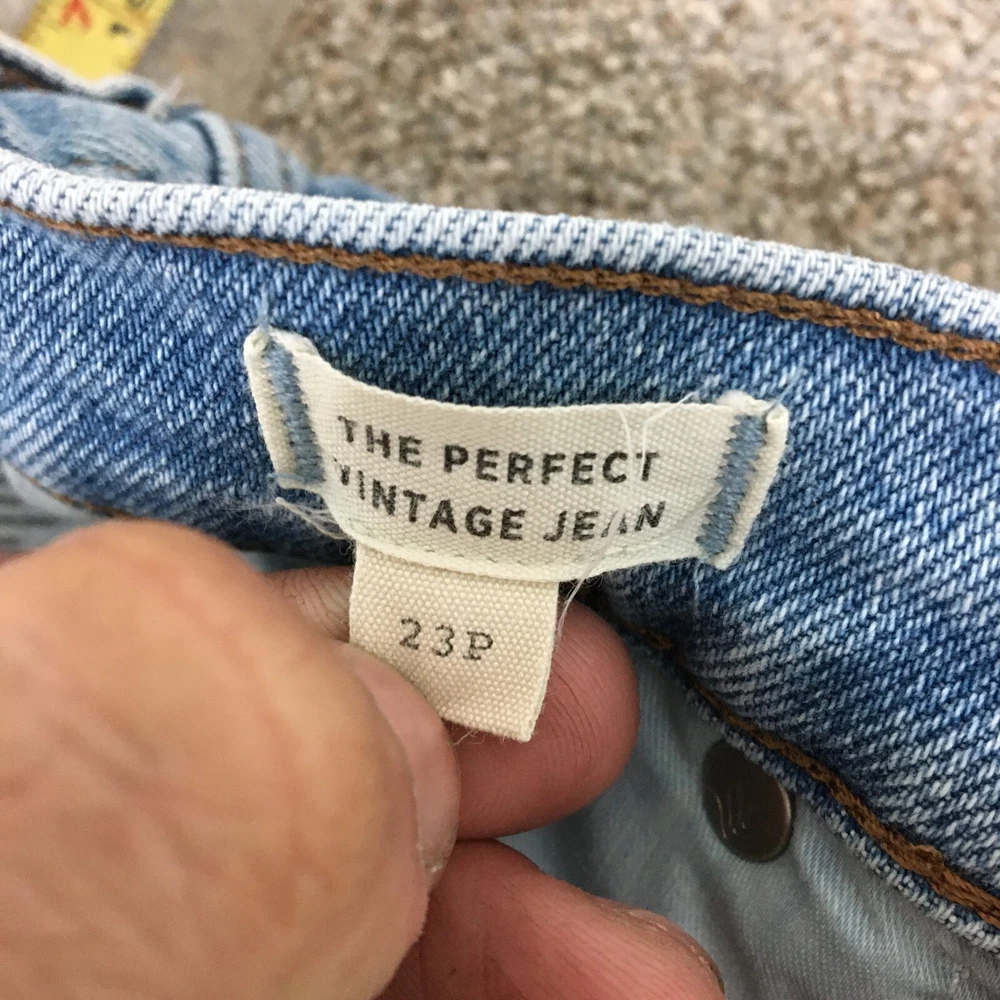 THE PERFECT
VINTAGE JEAN
23P